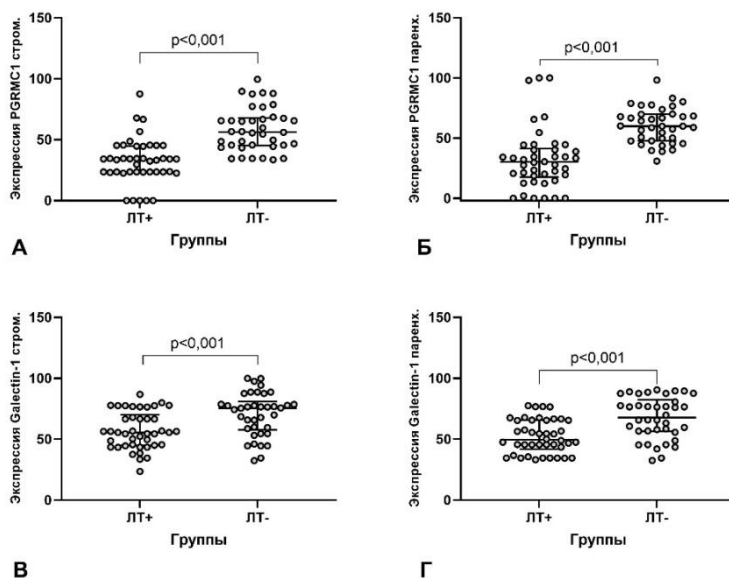 Экспрессия PGRMC1 стром.
150
100
50
0
p<0,001
ЛТ+ ЛТ-
Группы
А
Экспрессия PGRMC1 паренх.
150
100
50
0
p<0,001
ЛТ+ ЛТ-
Группы
Б
Экспрессия Galectin-1 стром.
150
100
50
0
p<0,001
ЛТ+ ЛТ-
Группы
В
Экспрессия Galectin-1 паренх.
150
100
50
0
p<0,001
ЛТ+ ЛТ-
Группы
Г